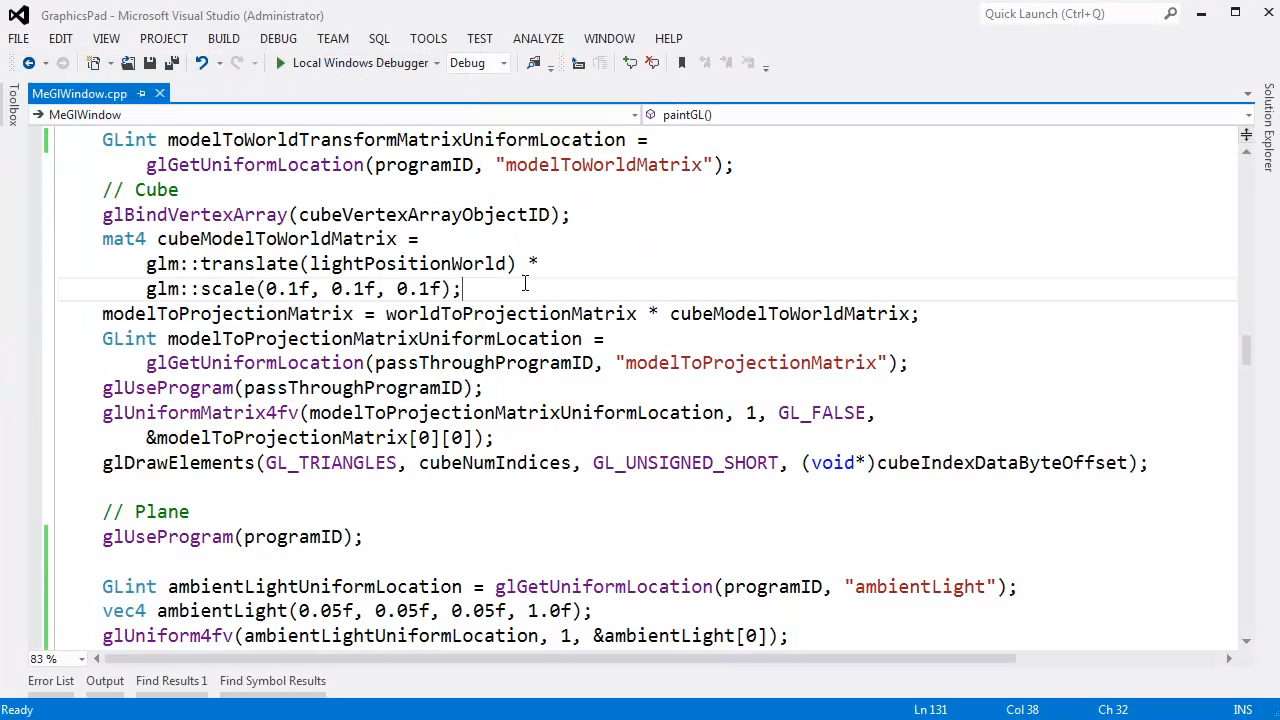 GraphicsPad - Microsoft Visual Studio (Administrator)
Quick Launch (Ctrl+Q)
FILE EDIT VIEW PROJECT BUILD DEBUG TEAM SQL TOOLS TEST ANALYZE WINDOW HELP
Local Windows Debugger Debug
Toolbox
MeGlWindow.cpp
Solution Explorer
MeGlWindow paintGL()
GLint modelToWorldTransformMatrixUniformLocation =
glGetUniformLocation(programID, "modelToWorldMatrix");
// Cube
glBindVertexArray(cubeVertexArrayObjectID);
mat4 cubeModelToWorldMatrix =
glm::translate(lightPositionWorld) *
glm::scale(0.1f, 0.1f, 0.1f);
modelToProjectionMatrix = worldToProjectionMatrix * cubeModelToWorldMatrix;
GLint modelToProjectionMatrixUniformLocation =
glGetUniformLocation(passThroughProgramID, "modelToProjectionMatrix");
glUseProgram(passThroughProgramID);
glUniformMatrix4fv(modelToProjectionMatrixUniformLocation, 1, GL_FALSE,
&modelToProjectionMatrix[0][0]);
glDrawElements(GL_TRIANGLES, cubeNumIndices, GL_UNSIGNED_SHORT, (void*)cubeIndexDataByteOffset);
// Plane
glUseProgram(programID);
GLint ambientLightUniformLocation = glGetUniformLocation(programID, "ambientLight");
vec4 ambientLight(0.05f, 0.05f, 0.05f, 1.0f);
glUniform4fv(ambientLightUniformLocation, 1, &ambientLight[0]);
83 %
Error List Output Find Results 1 Find Symbol Results
Ready Ln 131 Col 38 Ch 32 INS